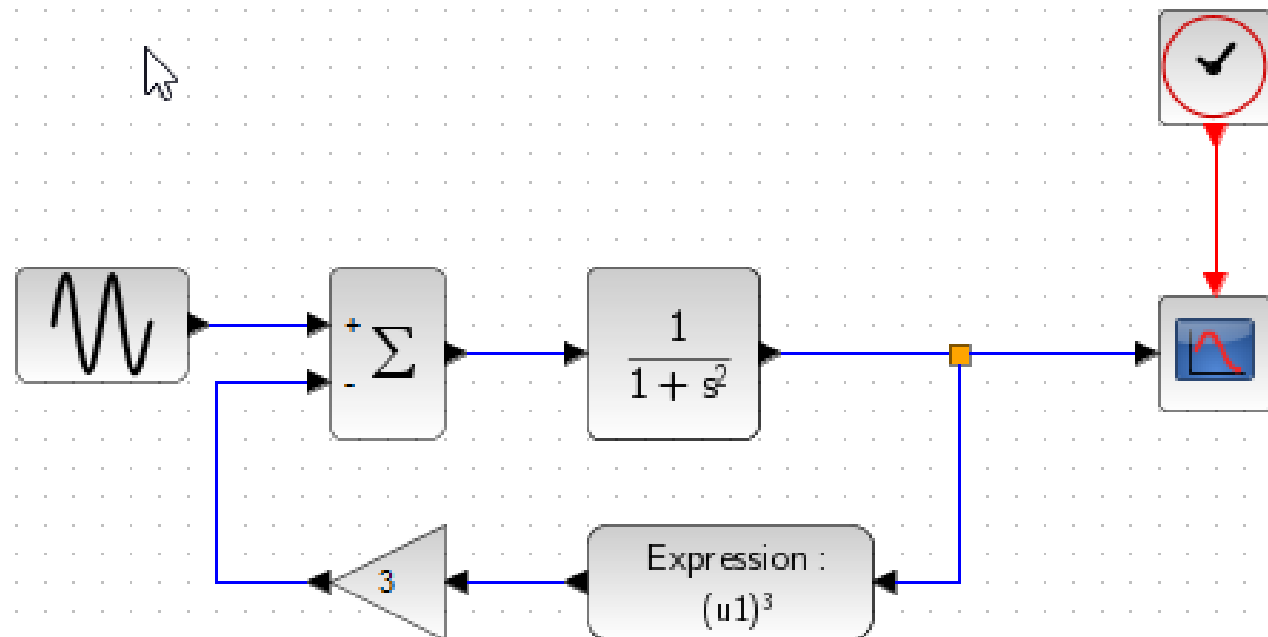 +
-
Σ
1
1 + s²
3
Expression :
(u1)³